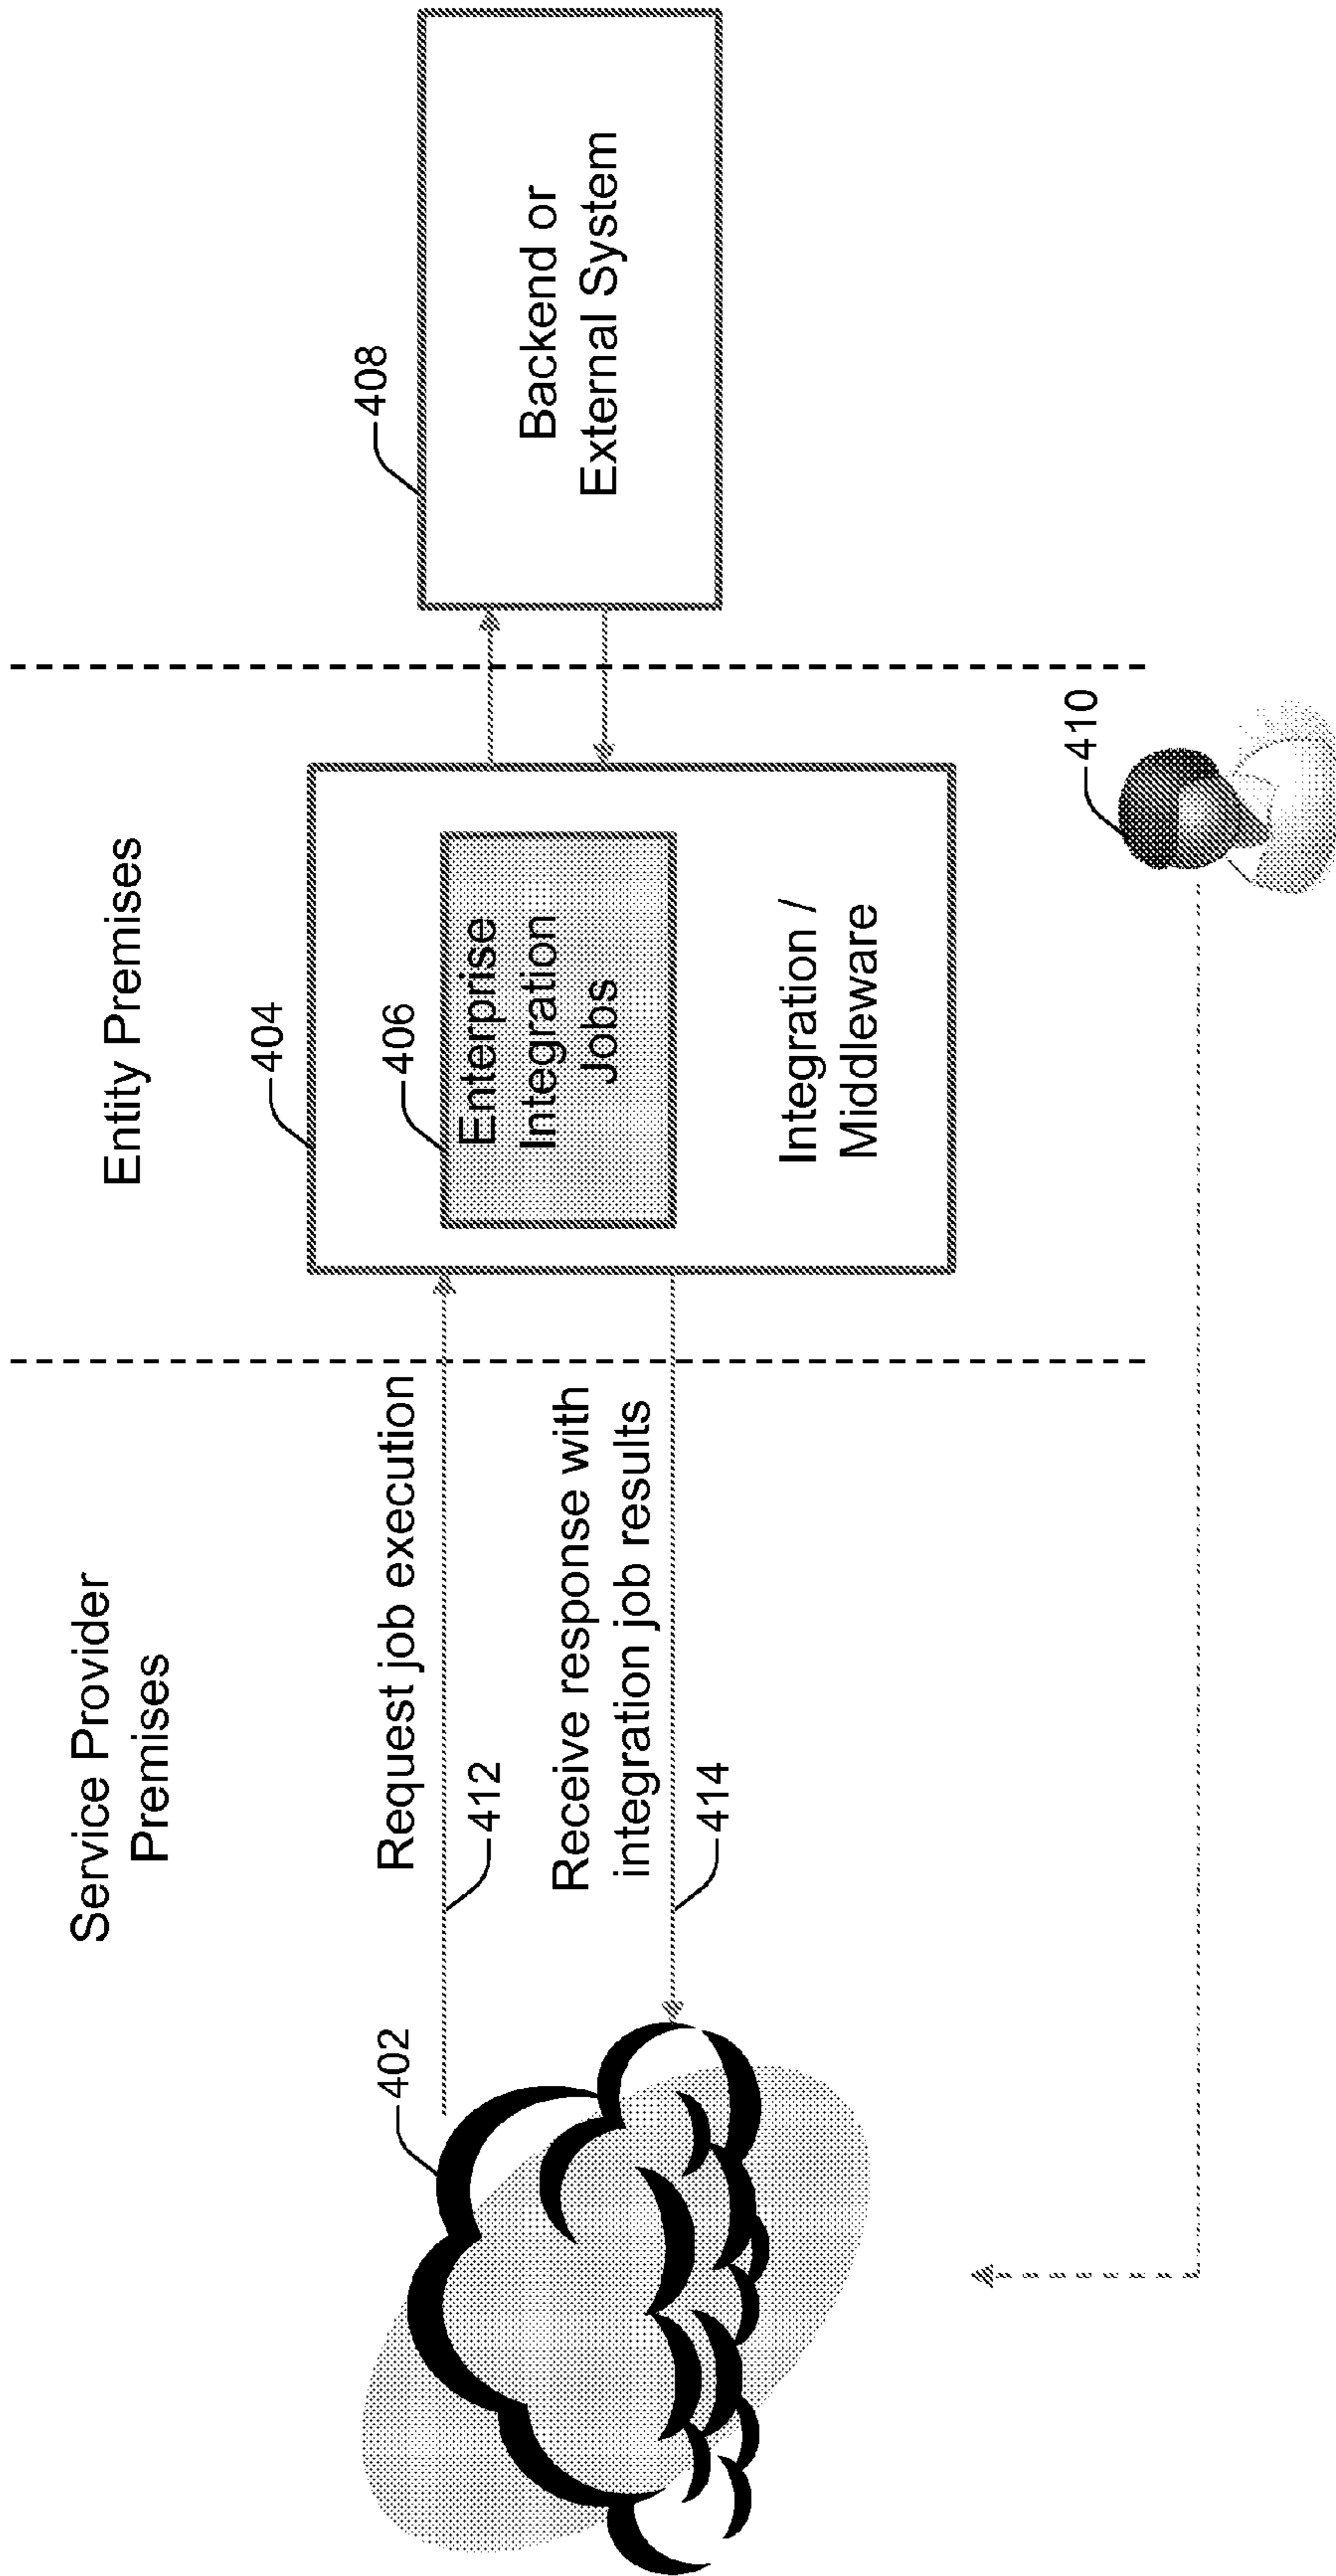 Service Provider
Premises
Entity Premises
402
Request job execution
412
Receive response with
integration job results
414
404
406
Enterprise
Integration
Jobs
Integration /
Middleware
408
Backend or
External System
410